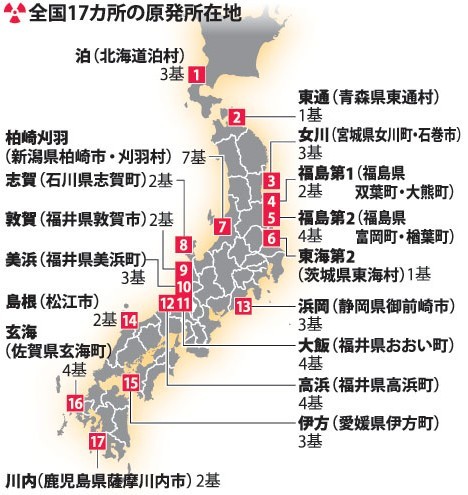 全国17カ所の原発所在地
泊（北海道泊村）
3基
1
東通（青森県東通村）
1基
2
女川（宮城県女川町・石巻市）
3基
3
福島第1（福島県
2基 双葉町・大熊町）
4
福島第2（福島県
4基 富岡町・楢葉町）
5
東海第2
（茨城県東海村）1基
6
柏崎刈羽
（新潟県柏崎市・刈羽村）7基
7
志賀（石川県志賀町）2基
8
敦賀（福井県敦賀市）2基
9
美浜（福井県美浜町）
3基
10
大飯（福井県おおい町）
4基
11
高浜（福井県高浜町）
4基
12
浜岡（静岡県御前崎市）
3基
13
島根（松江市）
2基
14
伊方（愛媛県伊方町）
3基
15
玄海
（佐賀県玄海町）
4基
16
川内（鹿児島県薩摩川内市）2基
17